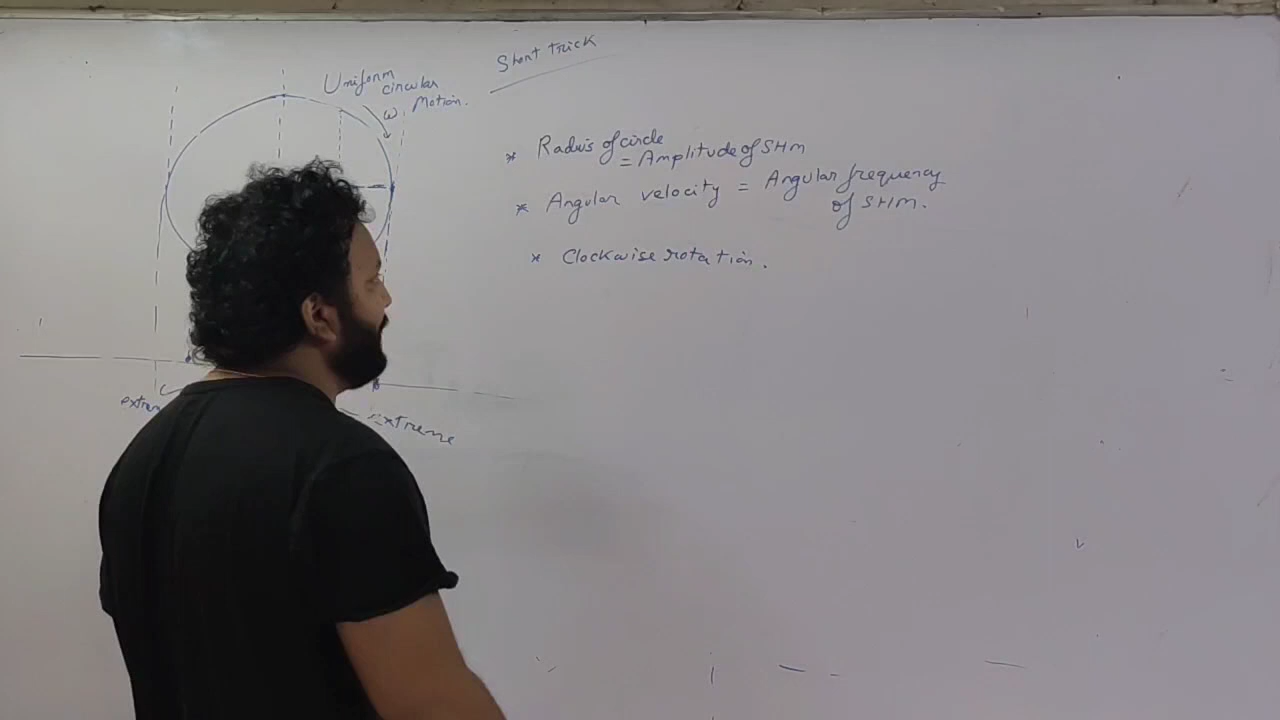 Short trick
Uniform
circular
Motion.
ω
* Radius of circle
= Amplitude of SHM
* Angular velocity = Angular frequency
of SHM.
* Clockwise rotation.
extreme